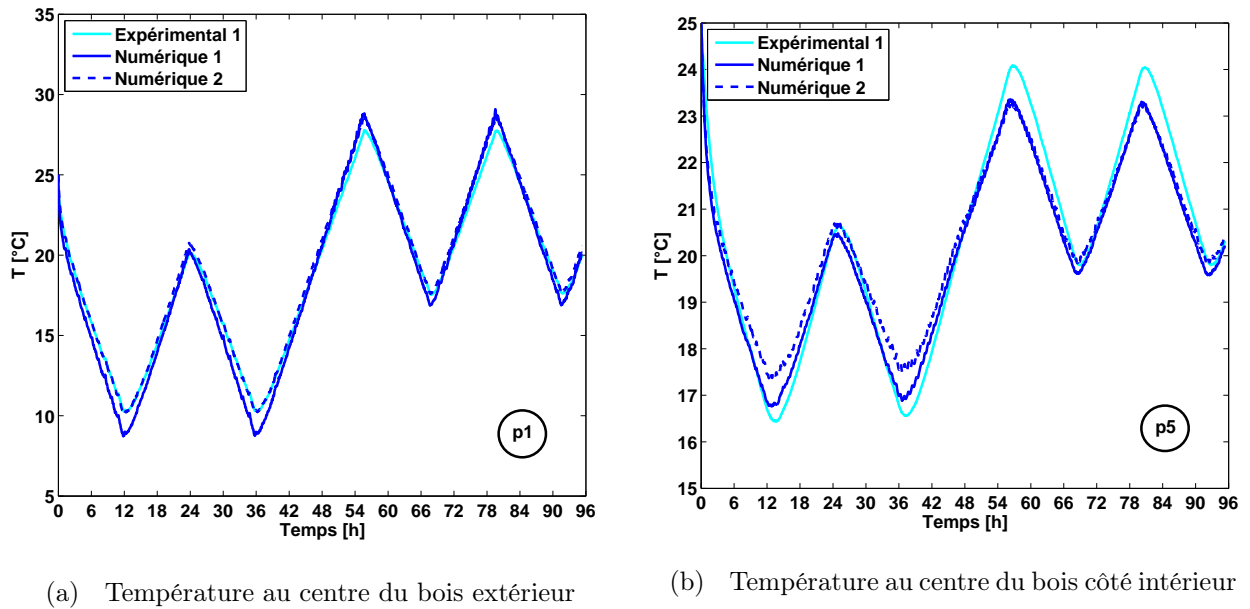 Expérimental 1
Numérique 1
Numérique 2
T [°C]
35
30
25
20
15
10
5
0 6 12 18 24 30 36 42 48 54 60 66 72 78 84 90 96
Temps [h]
p1
(a) Température au centre du bois extérieur
Expérimental 1
Numérique 1
Numérique 2
T [°C]
25
24
23
22
21
20
19
18
17
16
15
0 6 12 18 24 30 36 42 48 54 60 66 72 78 84 90 96
Temps [h]
p5
(b) Température au centre du bois côté intérieur